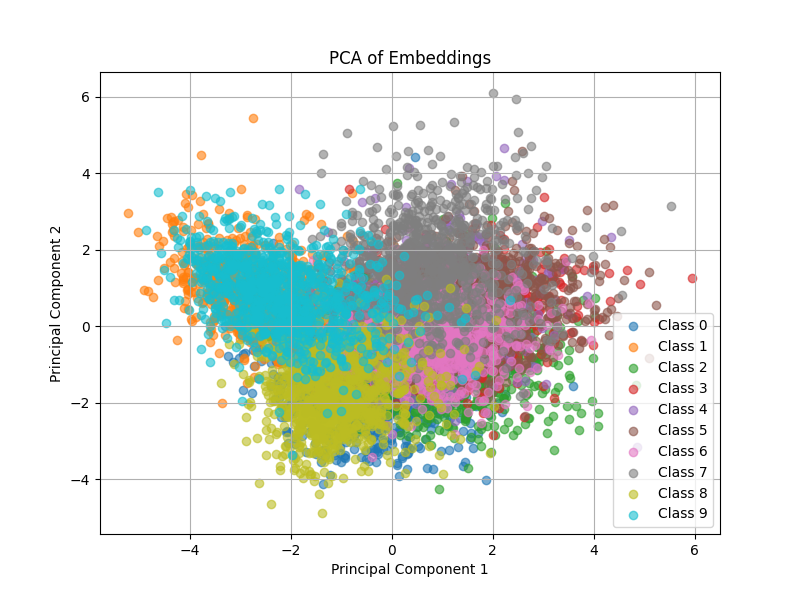 PCA of Embeddings
Principal Component 2
6
4
2
0
−2
−4
Class 0
Class 1
Class 2
Class 3
Class 4
Class 5
Class 6
Class 7
Class 8
Class 9
−4 −2 0 2 4 6
Principal Component 1